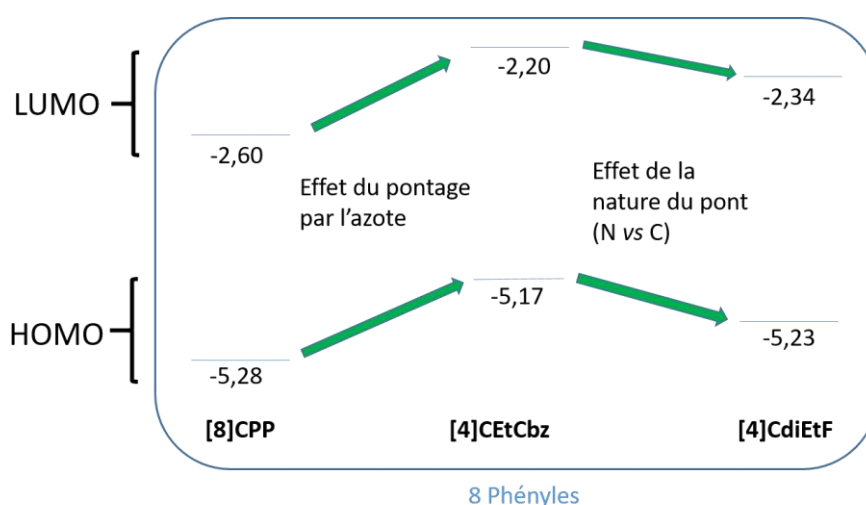 LUMO
-2,20
-2,34
-2,60
Effet du pontage
par l’azote
Effet de la
nature du pont
(N vs C)
HOMO
-5,17
-5,23
-5,28
[8]CPP
[4]CEtCbz
[4]CdiEtF
8 Phényles